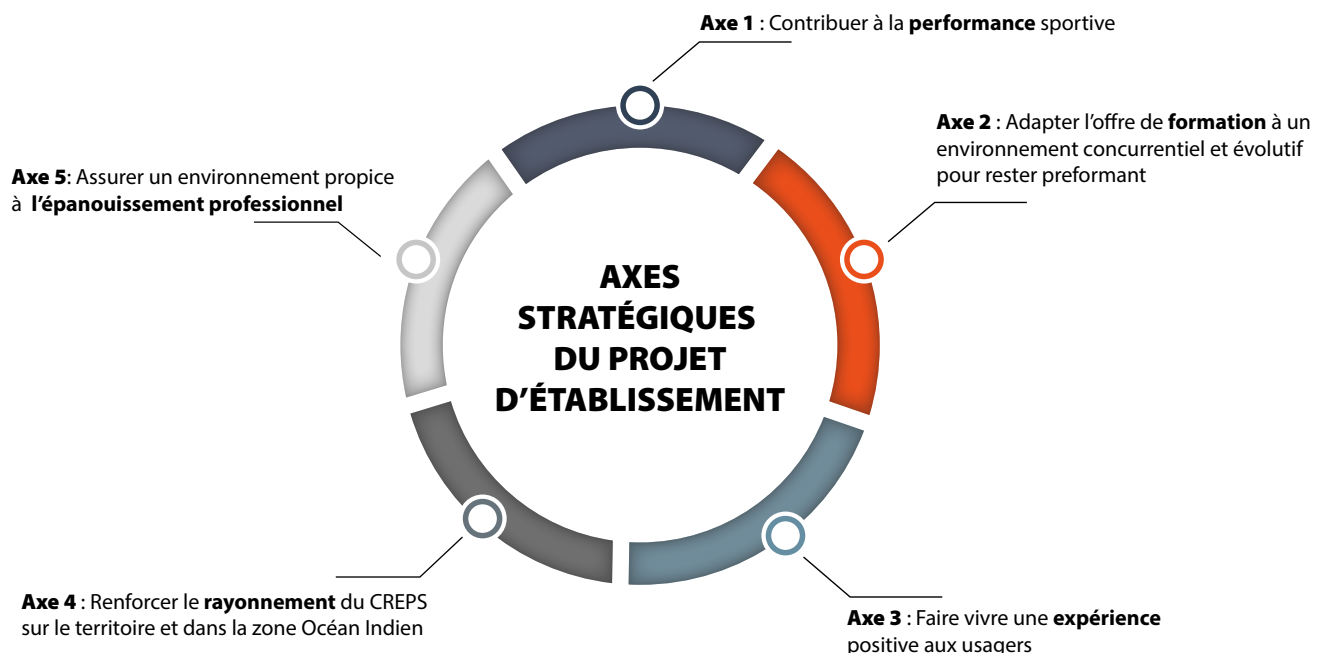 Axe 1 : Contribuer à la performance sportive
Axe 2 : Adapter l'offre de formation à un
environnement concurrentiel et évolutif
pour rester preformant
Axe 5: Assurer un environnement propice
à l'épanouissement professionnel
AXES
STRATÉGIQUES
DU PROJET
D'ÉTABLISSEMENT
Axe 4 : Renforcer le rayonnement du CREPS
sur le territoire et dans la zone Océan Indien
Axe 3 : Faire vivre une expérience
positive aux usagers